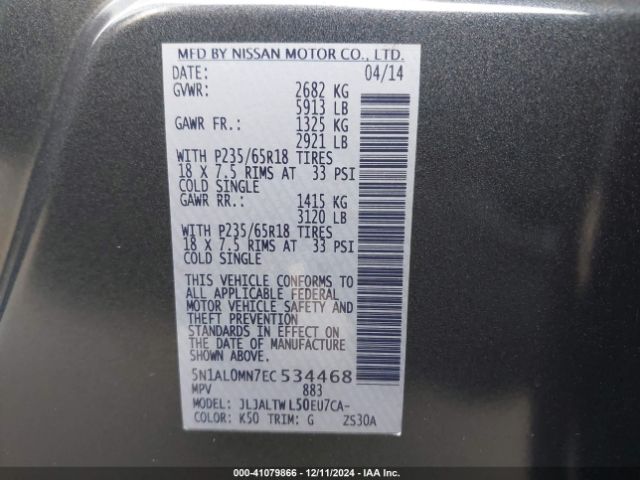 MFD BY NISSAN MOTOR CO., LTD.
DATE: 04/14
GVWR: 2682 KG
5913 LB
GAWR FR.: 1325 KG
2921 LB
WITH P235/65R18 TIRES
18 X 7.5 RIMS AT 33 PSI
COLD SINGLE
GAWR RR.: 1415 KG
3120 LB
WITH P235/65R18 TIRES
18 X 7.5 RIMS AT 33 PSI
COLD SINGLE
THIS VEHICLE CONFORMS TO
ALL APPLICABLE FEDERAL
MOTOR VEHICLE SAFETY AND
THEFT PREVENTION
STANDARDS IN EFFECT ON
THE DATE OF MANUFACTURE
SHOWN ABOVE.
5N1AL0MN7EC 534468
MPV 883
MODEL: JLJALTW L50EU7CA-
COLOR: K50 TRIM: G ZS30A
000-41079866 - 12/11/2024 - IAA Inc.